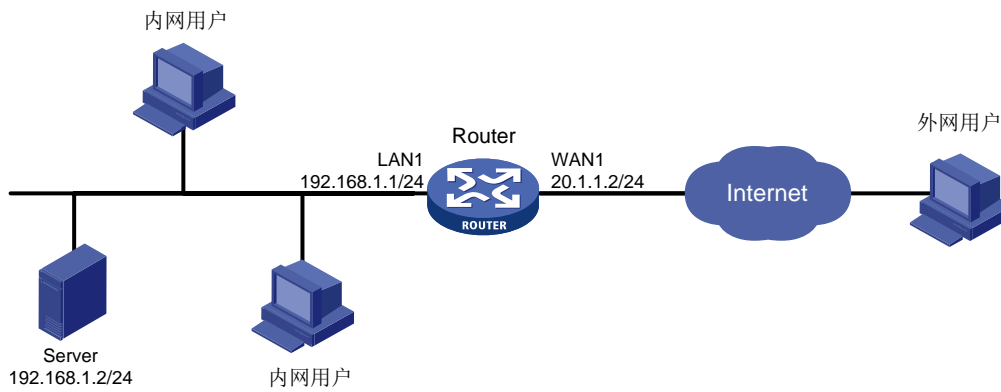 内网用户
Router
外网用户
LAN1
192.168.1.1/24
WAN1
20.1.1.2/24
Internet
ROUTER
Server
192.168.1.2/24
内网用户